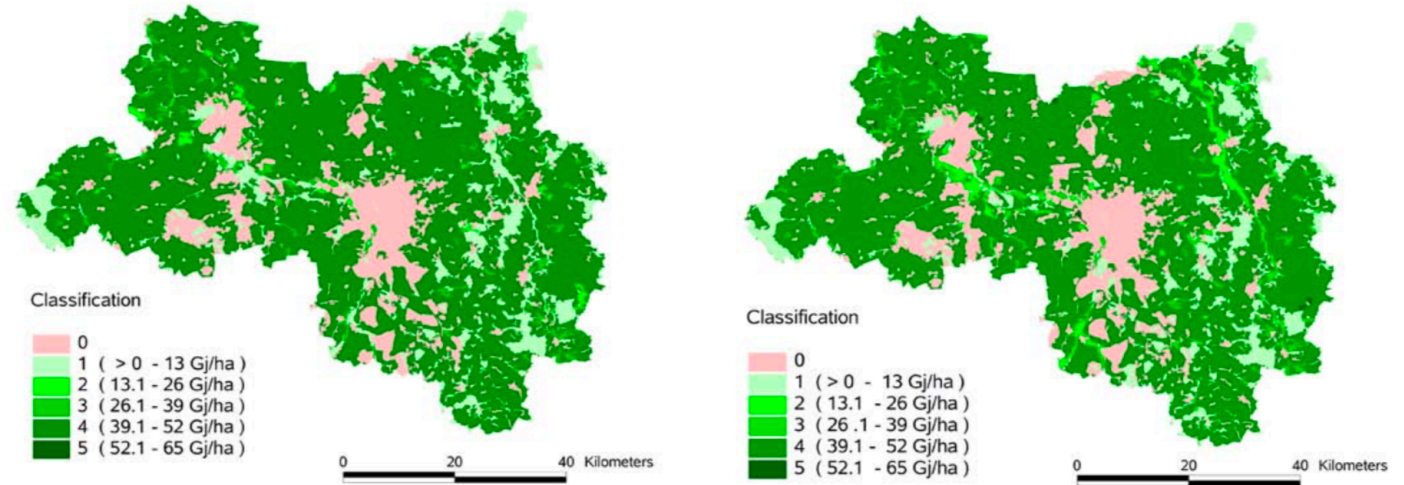 Classification
0
1 ( > 0 - 13 Gj/ha )
2 ( 13.1 - 26 Gj/ha )
3 ( 26.1 - 39 Gj/ha )
4 ( 39.1 - 52 Gj/ha )
5 ( 52.1 - 65 Gj/ha )
0 20 40 Kilometers
Classification
0
1 ( > 0 - 13 Gj/ha )
2 ( 13.1 - 26 Gj/ha )
3 ( 26 .1 - 39 Gj/ha )
4 ( 39.1 - 52 Gj/ha )
5 ( 52.1 - 65 Gj/ha )
0 20 40 Kilometers